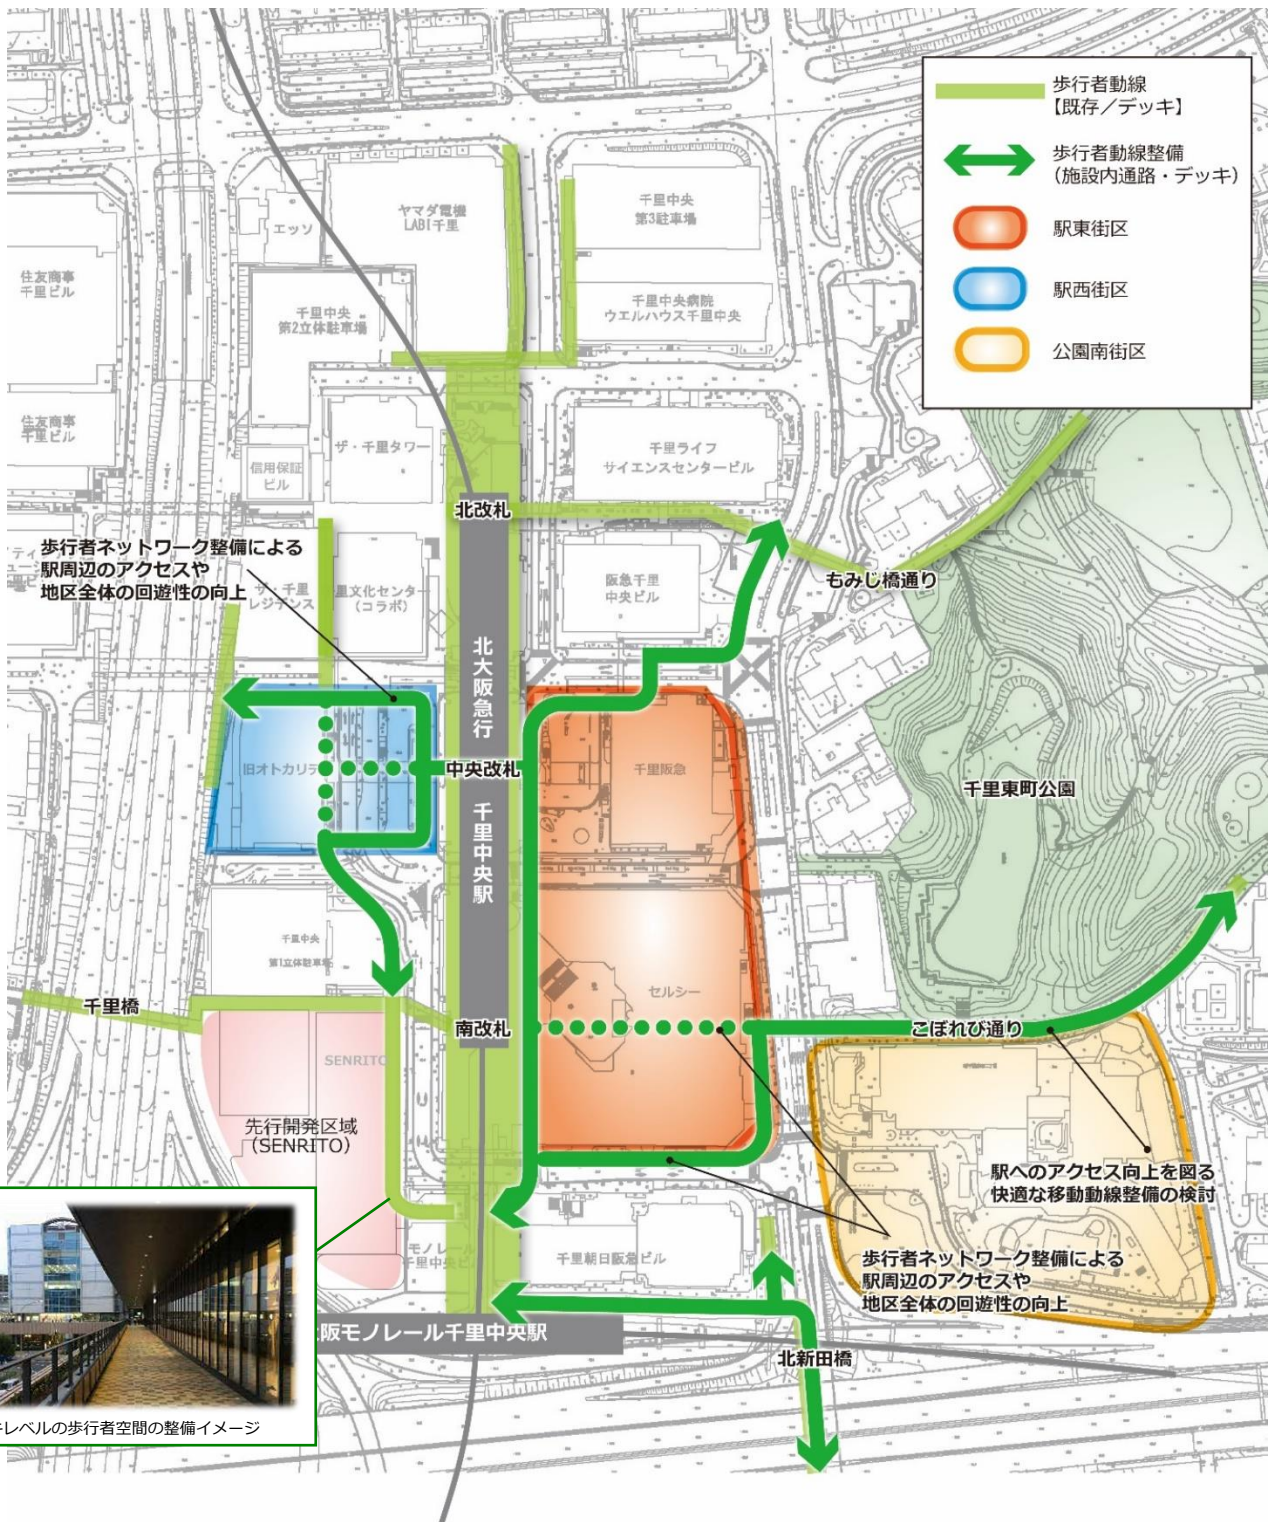 歩行者動線
【既存／デッキ】
歩行者動線整備
（施設内通路・デッキ）
駅東街区
駅西街区
公園南街区
ヤマダ電機
LABI千里
千里中央
第3駐車場
エッソ
住友商事
千里ビル
千里中央
第2立体駐車場
千里中央病院
ウエルハウス千里中央
住友商事
千里ビル
ザ・千里タワー
千里ライフ
サイエンスセンタービル
信用保証
ビル
北改札
歩行者ネットワーク整備による
駅周辺のアクセスや
地区全体の回遊性の向上
阪急千里
中央ビル
もみじ橋通り
ザ・千里
レジデンス
里文化センター
（コラボ）
北大阪急行
千里中央駅
旧オトカリテ
中央改札
千里阪急
千里東町公園
千里中央
第1立体駐車場
セルシー
千里橋
南改札
こぼれび通り
SENRITO
先行開発区域
（SENRITO）
駅へのアクセス向上を図る
快適な移動動線整備の検討
モノレール
千里中央ビル
千里朝日阪急ビル
歩行者ネットワーク整備による
駅周辺のアクセスや
地区全体の回遊性の向上
阪モノレール千里中央駅
北新田橋
レベルの歩行者空間の整備イメージ